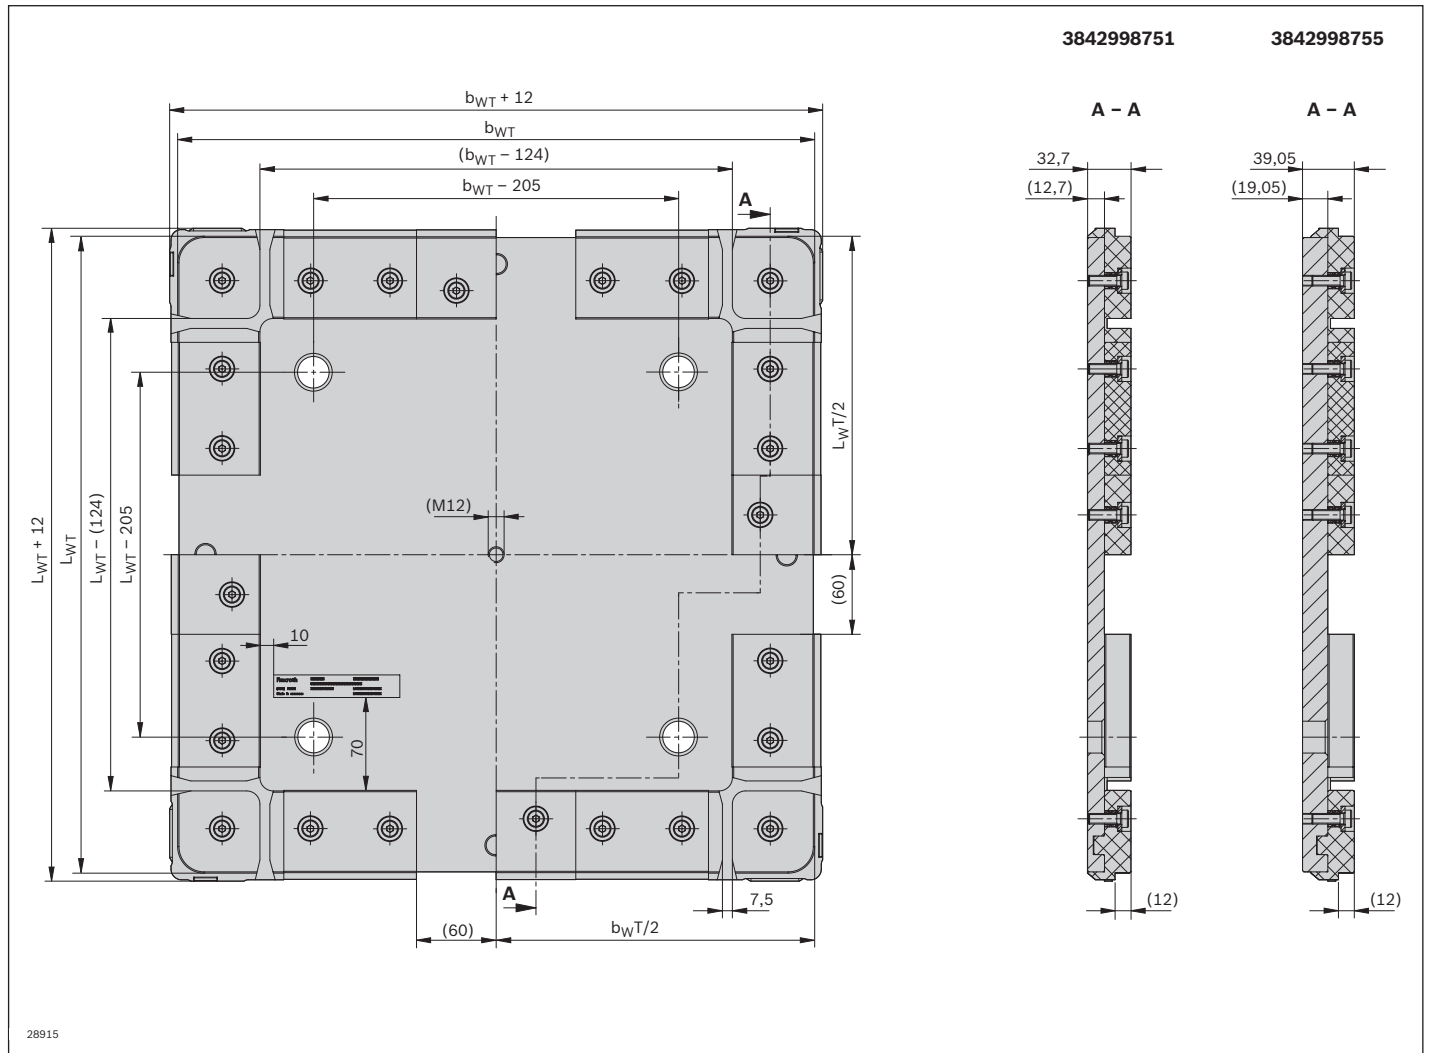 3842998751
3842998755
b_WT + 12
A – A
A – A
b_WT
(b_WT – 124)
32,7
39,05
b_WT – 205
(12,7)
(19,05)
A
L_WT + 12
L_WT
L_WT – (124)
L_WT – 205
(M12)
L_WT/2
(60)
10
Rexroth
70
A
7,5
(12)
(12)
(60)
b_WT/2
28915